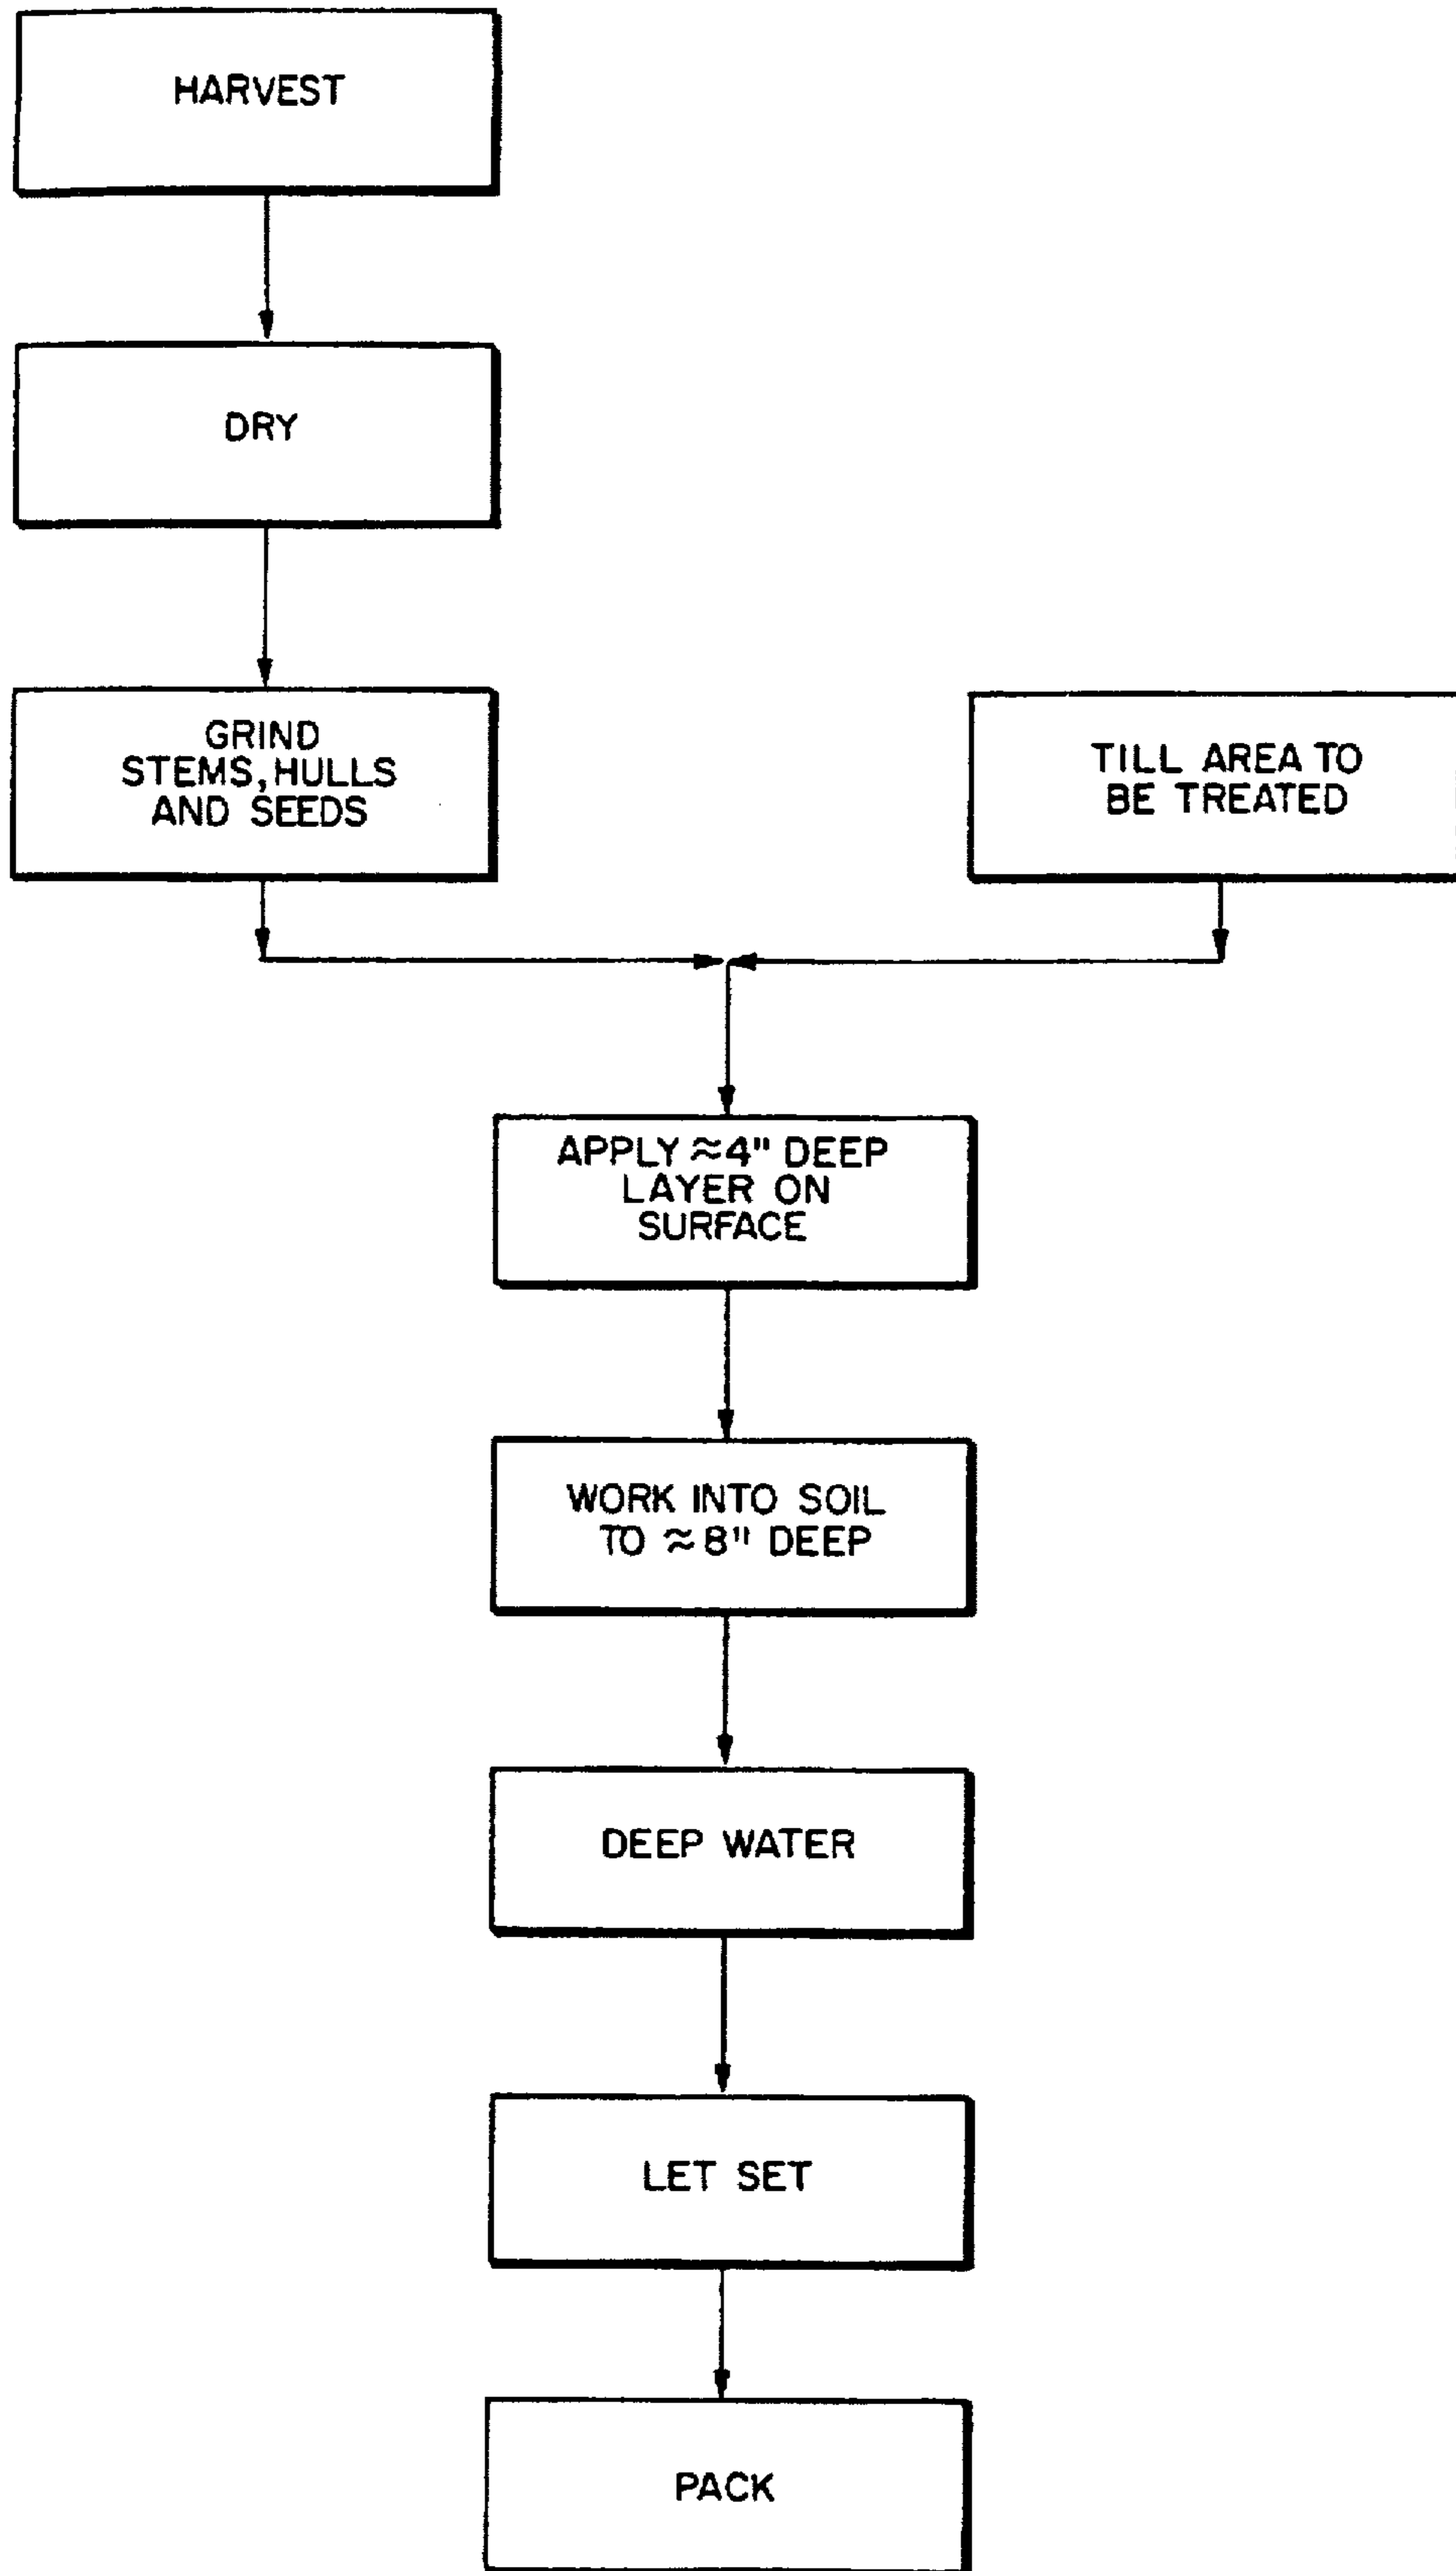 HARVEST
DRY
GRIND
STEMS, HULLS
AND SEEDS
TILL AREA TO
BE TREATED
APPLY ≈4" DEEP
LAYER ON
SURFACE
WORK INTO SOIL
TO ≈8" DEEP
DEEP WATER
LET SET
PACK